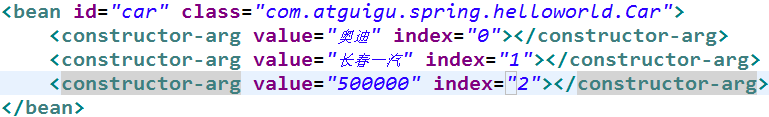 <bean id="car" class="com.atguigu.spring.helloworld.Car">
<constructor-arg value="奥迪" index="0"></constructor-arg>
<constructor-arg value="长春一汽" index="1"></constructor-arg>
<constructor-arg value="500000" index="2"></constructor-arg>
</bean>